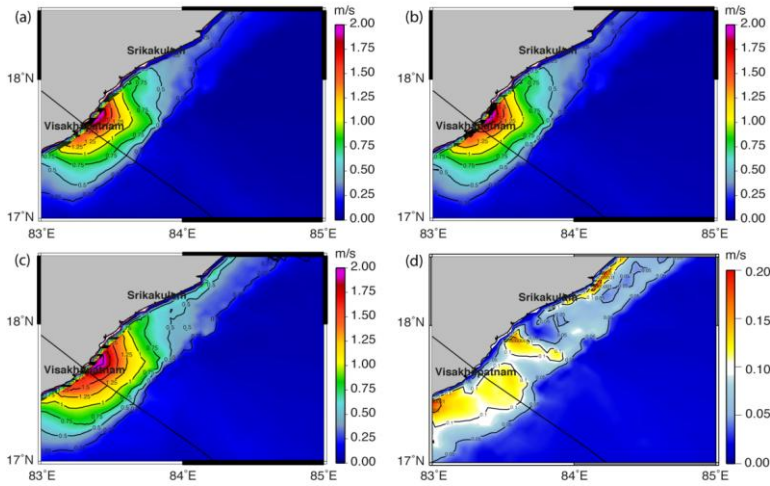 (a)
m/s
2.00
1.75
1.50
1.25
1.00
0.75
0.50
0.25
0.00
Srikakulam
Visakhapatnam
18°N
17°N
83°E
84°E
85°E
(b)
m/s
2.00
1.75
1.50
1.25
1.00
0.75
0.50
0.25
0.00
Srikakulam
Visakhapatnam
18°N
17°N
83°E
84°E
85°E
(c)
m/s
2.00
1.75
1.50
1.25
1.00
0.75
0.50
0.25
0.00
Srikakulam
Visakhapatnam
18°N
17°N
83°E
84°E
85°E
(d)
m/s
0.20
0.15
0.10
0.05
0.00
Srikakulam
Visakhapatnam
18°N
17°N
83°E
84°E
85°E